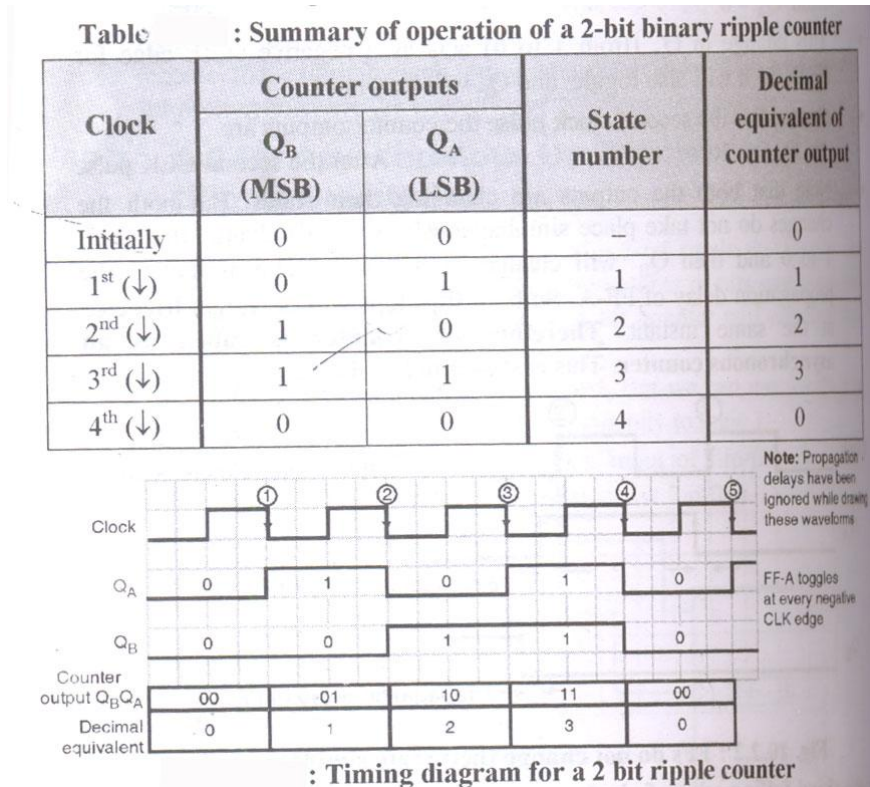 Table : Summary of operation of a 2-bit binary ripple counter
Clock Counter outputs State number Decimal equivalent of counter output
Q_B (MSB) Q_A (LSB)
Initially 0 0 – 0
1st (↓) 0 1 1 1
2nd (↓) 1 0 2 2
3rd (↓) 1 1 3 3
4th (↓) 0 0 4 0
Note: Propagation
delays have been
ignored while drawing
these waveforms
1 2 3 4 5
Clock
Q_A 0 1 0 1 0
FF-A toggles
at every negative
CLK edge
Q_B 0 0 1 1 0
Counter
output Q_BQ_A 00 01 10 11 00
Decimal
equivalent 0 1 2 3 0
: Timing diagram for a 2 bit ripple counter